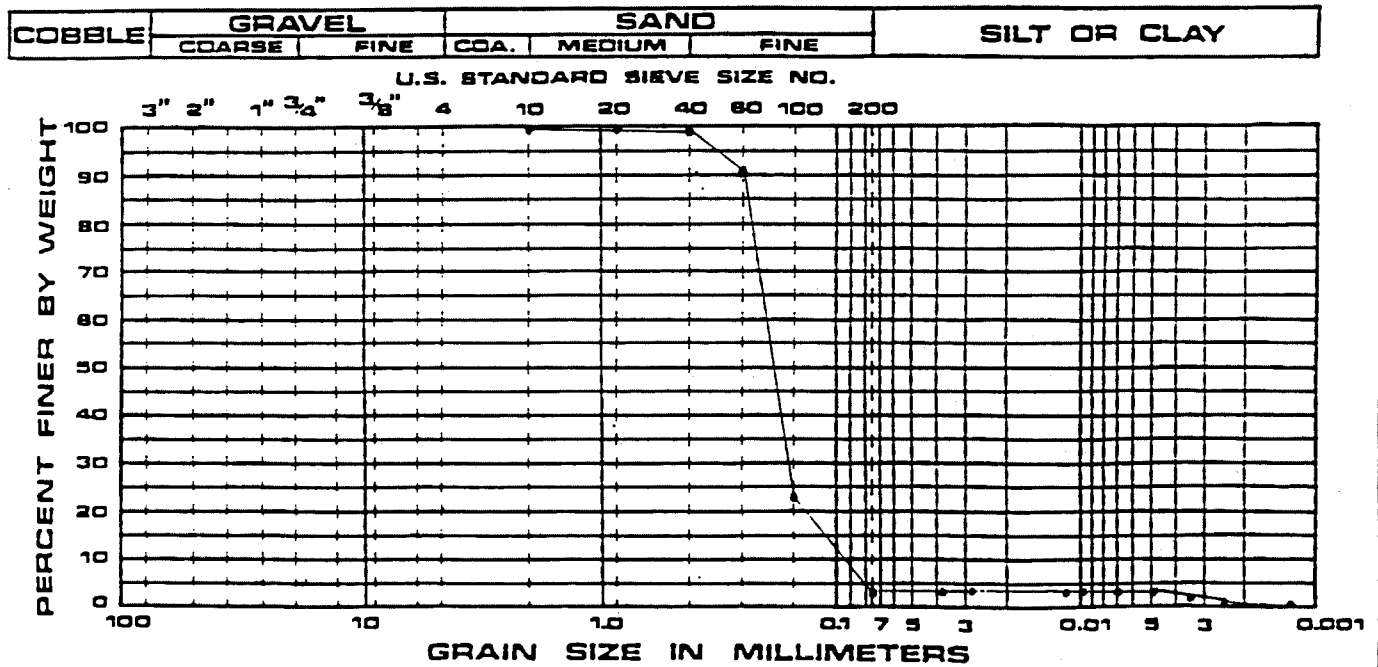 COBBLE GRAVEL SAND SILT OR CLAY
COARSE FINE COA. MEDIUM FINE
U.S. STANDARD SIEVE SIZE NO.
3" 2" 1" 3/4" 3/8" 4 10 20 40 60 100 200
PERCENT FINER BY WEIGHT
100
90
80
70
60
50
40
30
20
10
0
100 10 1.0 0.1 7 5 3 0.01 5 3 0.001
GRAIN SIZE IN MILLIMETERS